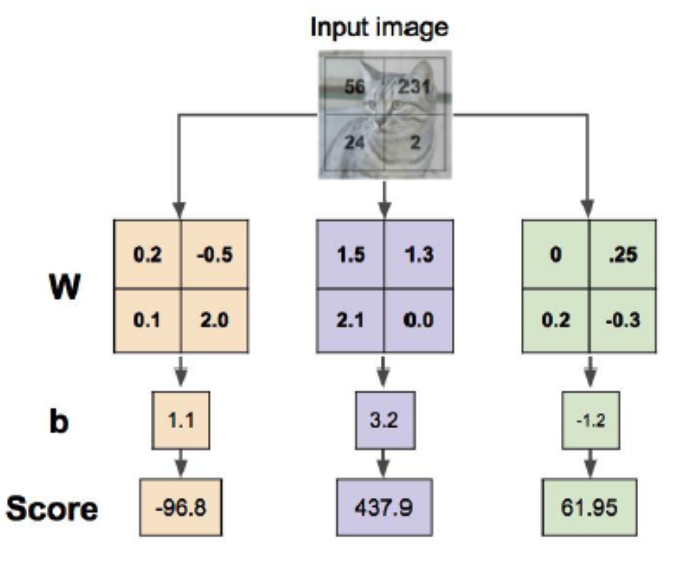 Input image
56 231
24 2
W
0.2 -0.5 1.5 1.3 0 .25
0.1 2.0 2.1 0.0 0.2 -0.3
b 1.1 3.2 -1.2
Score -96.8 437.9 61.95